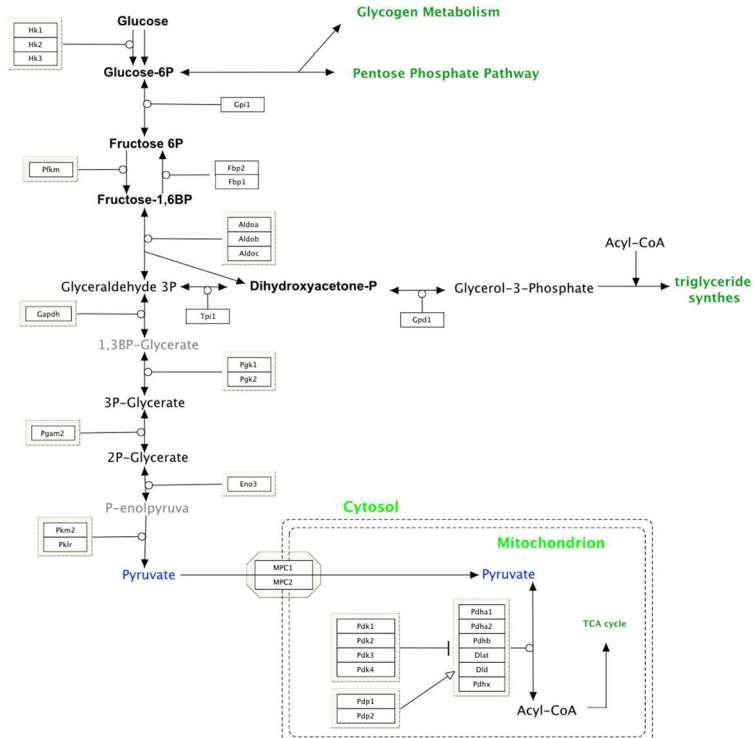 Glucose
Glycogen Metabolism
Hk1
Hk2
Hk3
Glucose-6P
Pentose Phosphate Pathway
Gpi1
Fructose 6P
Pfkm
Fbp2
Fbp1
Fructose-1,6BP
Aldoa
Aldob
Aldoc
Acyl-CoA
Glyceraldehyde 3P
Dihydroxyacetone-P
Glycerol-3-Phosphate
triglyceride
synthes
Gapdh
Tpi1
Gpd1
1,3BP-Glycerate
Pgk1
Pgk2
3P-Glycerate
Pgam2
2P-Glycerate
Eno3
P-enolpyruva
Cytosol
Pkm2
Pklr
Mitochondrion
MPC1
MPC2
Pyruvate
Pyruvate
Pdk1
Pdk2
Pdk3
Pdk4
Pdha1
Pdha2
Pdhb
Dlat
Dld
Pdhx
TCA cycle
Pdp1
Pdp2
Acyl-CoA